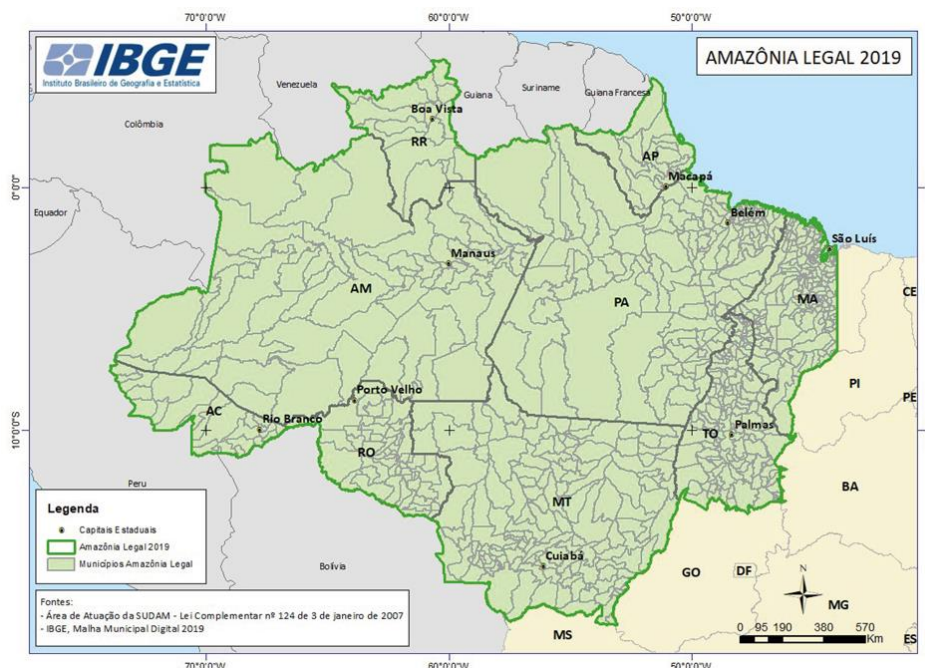 70°0'0"W
60°0'0"W
50°0'0"W
IBGE
Instituto Brasileiro de Geografia e Estatística
AMAZÔNIA LEGAL 2019
Venezuela
Guiana
Suriname
Guiana Francesa
Colômbia
Boa Vista
RR
AP
Macapá
0°0'0"
Equador
Belém
São Luís
Manaus
AM
PA
MA
CE
PI
PE
Porto Velho
AC
Rio Branco
10°0'0"S
TO
Palmas
RO
Peru
MT
BA
Legenda
Capitais Estaduais
Amazônia Legal 2019
Municípios Amazônia Legal
Bolívia
Cuiabá
GO
DF
N
MG
MS
ES
Fontes:
- Área de Atuação da SUDAM - Lei Complementar nº 124 de 3 de janeiro de 2007
- IBGE, Malha Municipal Digital 2019
0 95 190 380 570
Km
70°0'0"W
60°0'0"W
50°0'0"W